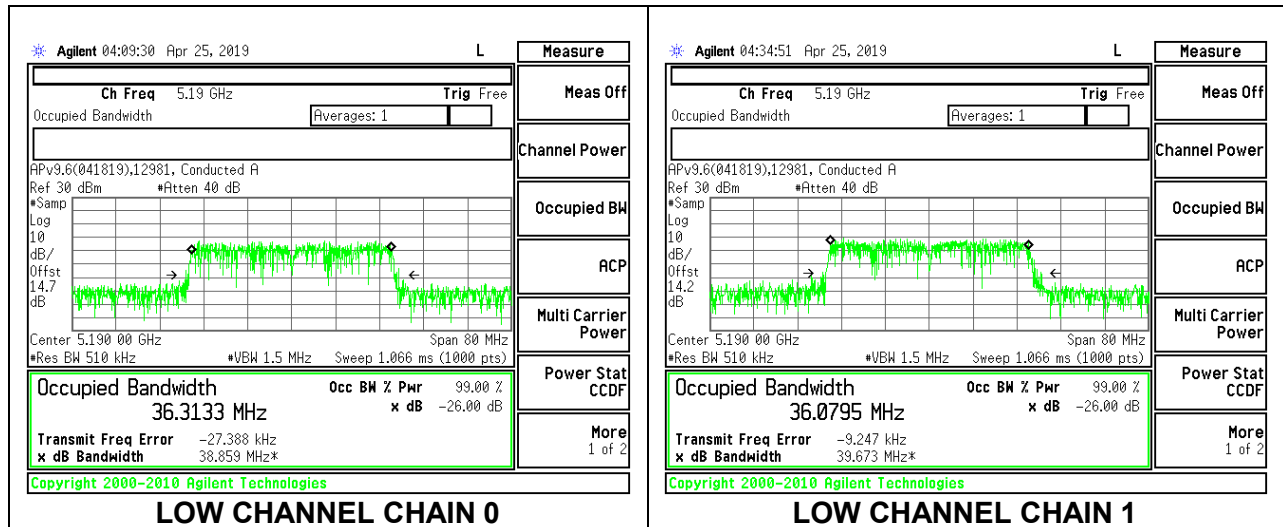 Agilent 04:09:30 Apr 25, 2019 L
Measure
Ch Freq 5.19 GHz Trig Free
Occupied Bandwidth Averages: 1
APv9.6(041819),12981, Conducted A
Ref 30 dBm #Atten 40 dB
#Samp
Log
10
dB/
Offst
14.7
dB
Center 5.190 00 GHz Span 80 MHz
#Res BW 510 kHz #VBW 1.5 MHz Sweep 1.066 ms (1000 pts)
Occupied Bandwidth Occ BW % Pwr 99.00 %
36.3133 MHz x dB -26.00 dB
Transmit Freq Error -27.388 kHz
x dB Bandwidth 38.859 MHz*
Copyright 2000-2010 Agilent Technologies
Meas Off
Channel Power
Occupied BW
ACP
Multi Carrier
Power
Power Stat
CCDF
More
1 of 2
LOW CHANNEL CHAIN 0
Agilent 04:34:51 Apr 25, 2019 L
Measure
Ch Freq 5.19 GHz Trig Free
Occupied Bandwidth Averages: 1
APv9.6(041819),12981, Conducted A
Ref 30 dBm #Atten 40 dB
#Samp
Log
10
dB/
Offst
14.2
dB
Center 5.190 00 GHz Span 80 MHz
#Res BW 510 kHz #VBW 1.5 MHz Sweep 1.066 ms (1000 pts)
Occupied Bandwidth Occ BW % Pwr 99.00 %
36.0795 MHz x dB -26.00 dB
Transmit Freq Error -9.247 kHz
x dB Bandwidth 39.673 MHz*
Copyright 2000-2010 Agilent Technologies
Meas Off
Channel Power
Occupied BW
ACP
Multi Carrier
Power
Power Stat
CCDF
More
1 of 2
LOW CHANNEL CHAIN 1